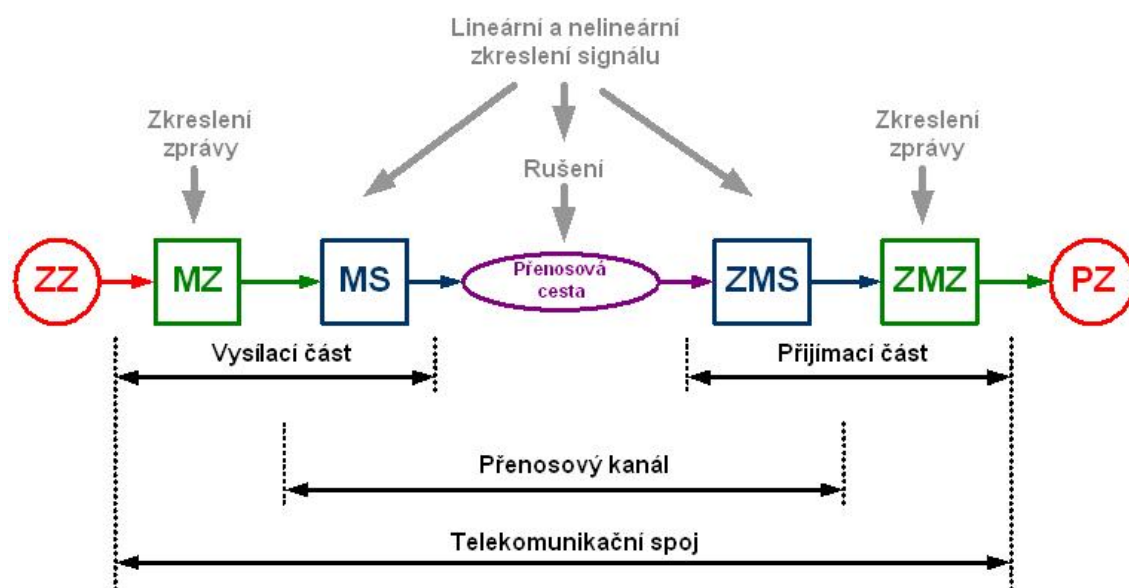 Lineární a nelineární
zkreslení signálu
Zkreslení
zprávy
Zkreslení
zprávy
Rušení
ZZ
MZ
MS
Přenosová
cesta
ZMS
ZMZ
PZ
Vysílací část
Přijímací část
Přenosový kanál
Telekomunikační spoj